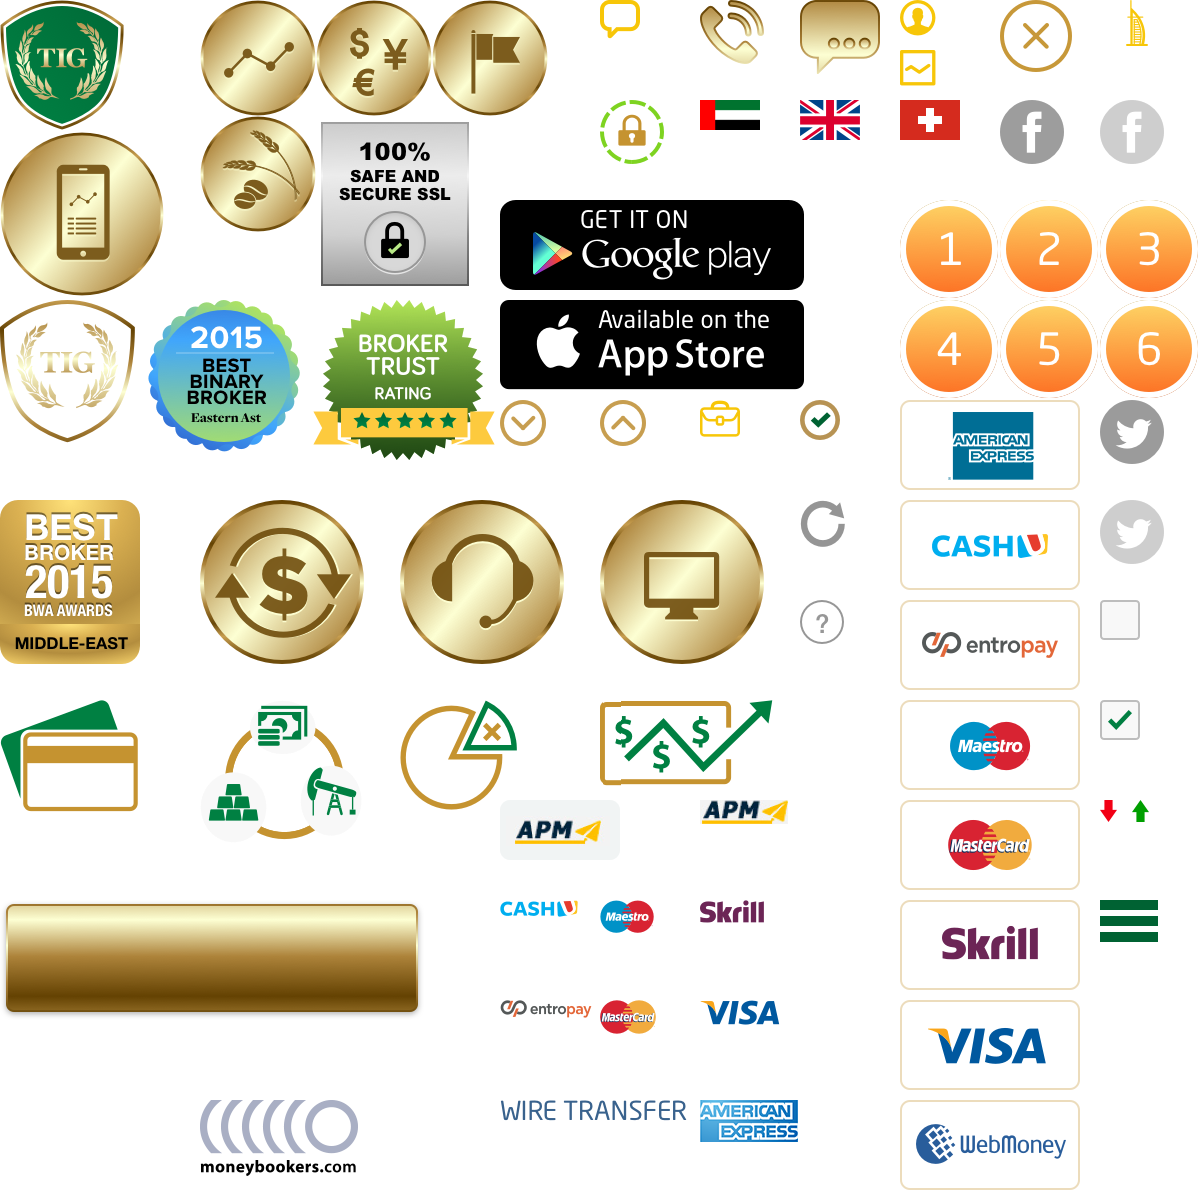 TIG
$
¥
€
100%
SAFE AND
SECURE SSL
GET IT ON
Google play
1
2
3
TIG
2015
BEST
BINARY
BROKER
Eastern Ast
BROKER
TRUST
RATING
Available on the
App Store
4
5
6
AMERICAN
EXPRESS
BEST
BROKER
2015
BWA AWARDS
MIDDLE-EAST
$
CASHU
?
entropay
$
$
$
Maestro
APM
APM
MasterCard
CASHU
Maestro
Skrill
Skrill
entropay
MasterCard
VISA
VISA
WIRE TRANSFER
AMERICAN
EXPRESS
WebMoney
moneybookers.com